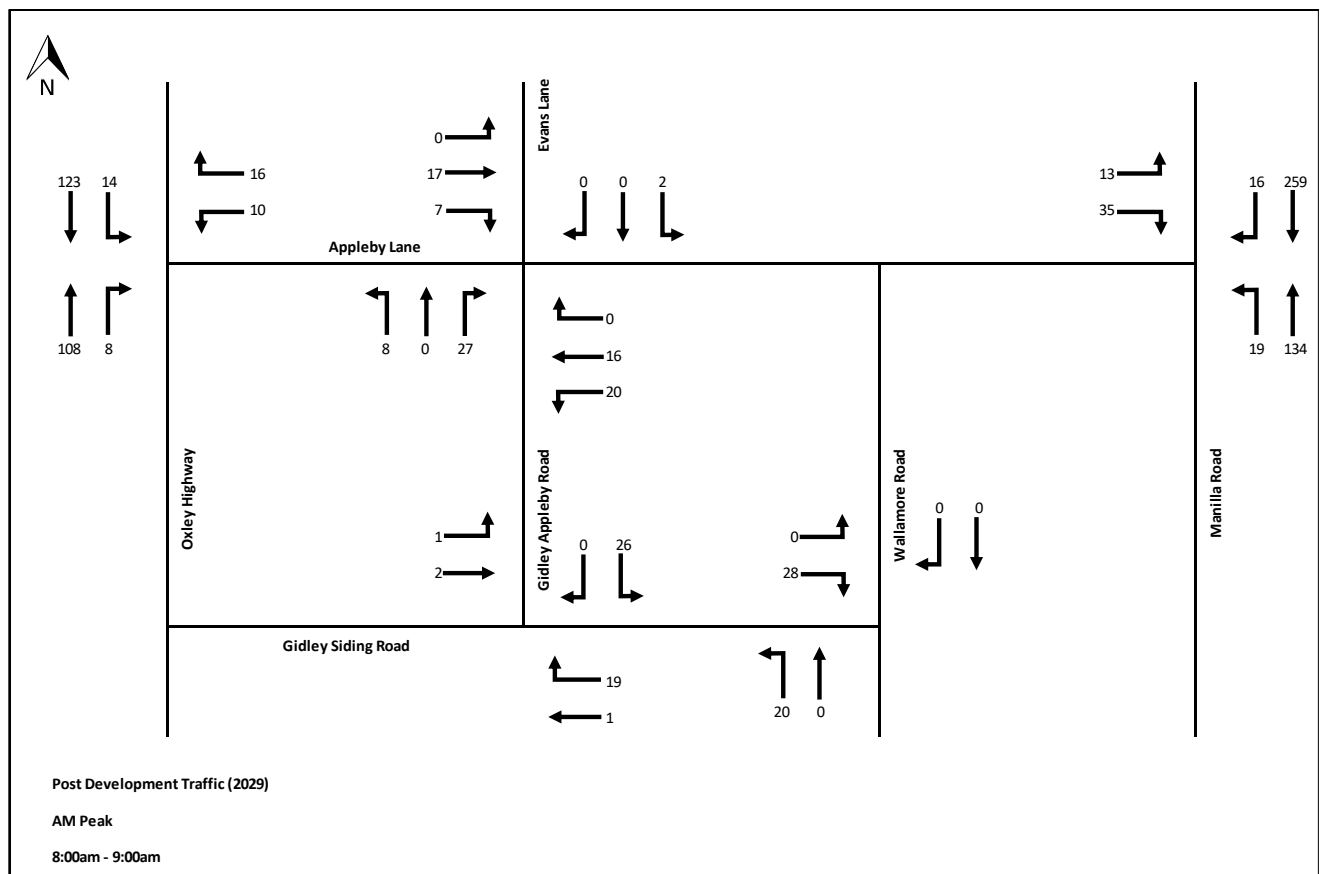 N
Evans Lane
0
16
17
123 14
0 0 2
13
16 259
10
7
35
Appleby Lane
108 8
8 0 27
0
16
20
19 134
Oxley Highway
Gidley Appleby Road
Wallamore Road
Manilla Road
1
2
0 26
0
28
0 0
Gidley Siding Road
19
1
20 0
Post Development Traffic (2029)
AM Peak
8:00am - 9:00am